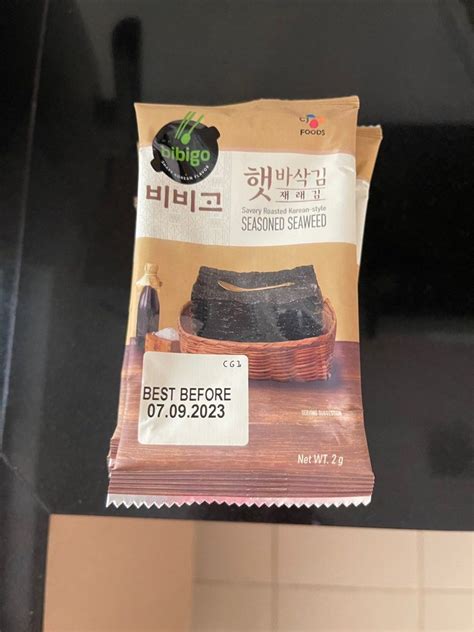 CJ
FOODS
bibigo
비비고
햇바삭김
재래김
Savory Roasted Korean-style
SEASONED SEAWEED
CG3
BEST BEFORE
07.09.2023
SERVING SUGGESTION
Net WT. 2 g